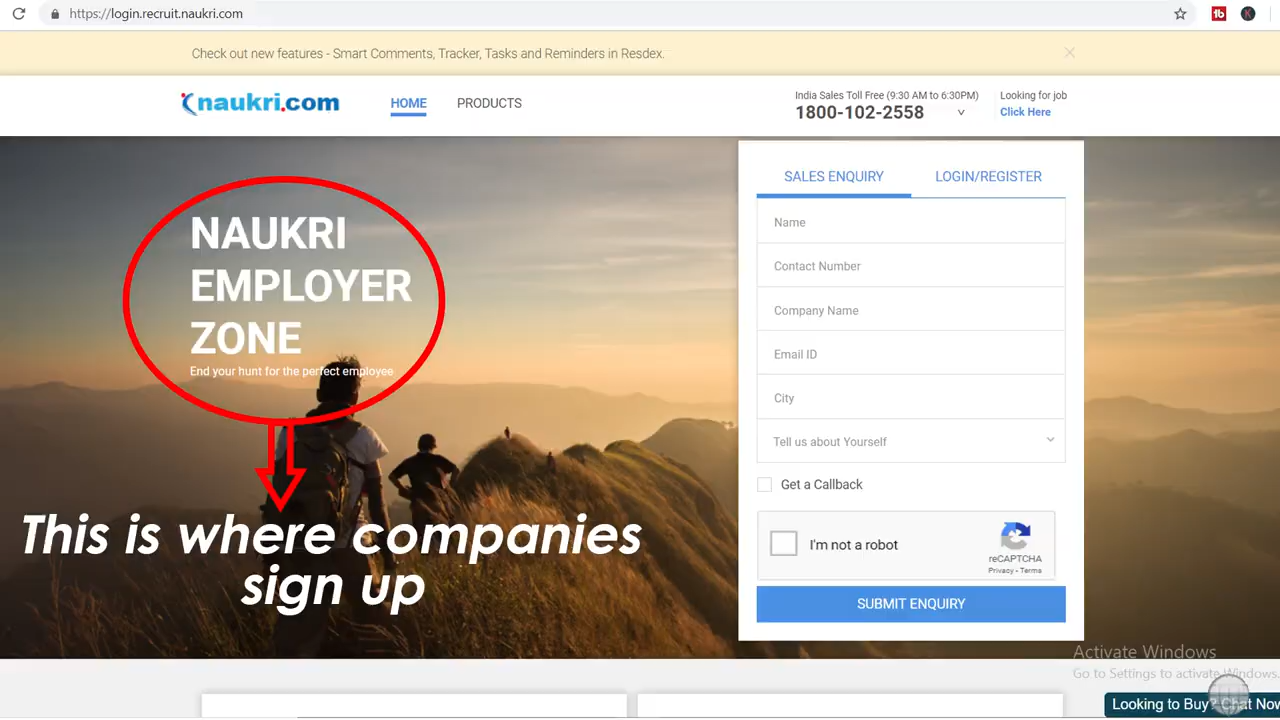 https://login.recruit.naukri.com
Check out new features - Smart Comments, Tracker, Tasks and Reminders in Resdex.
naukri.com
HOME
PRODUCTS
India Sales Toll Free (9:30 AM to 6:30PM)
1800-102-2558
Looking for job
Click Here
NAUKRI
EMPLOYER
ZONE
End your hunt for the perfect employee
This is where companies
sign up
SALES ENQUIRY
LOGIN/REGISTER
Name
Contact Number
Company Name
Email ID
City
Tell us about Yourself
Get a Callback
I'm not a robot
reCAPTCHA
Privacy - Terms
SUBMIT ENQUIRY
Activate Windows
Go to Settings to activate Windows.
Looking to Buy? Chat Now